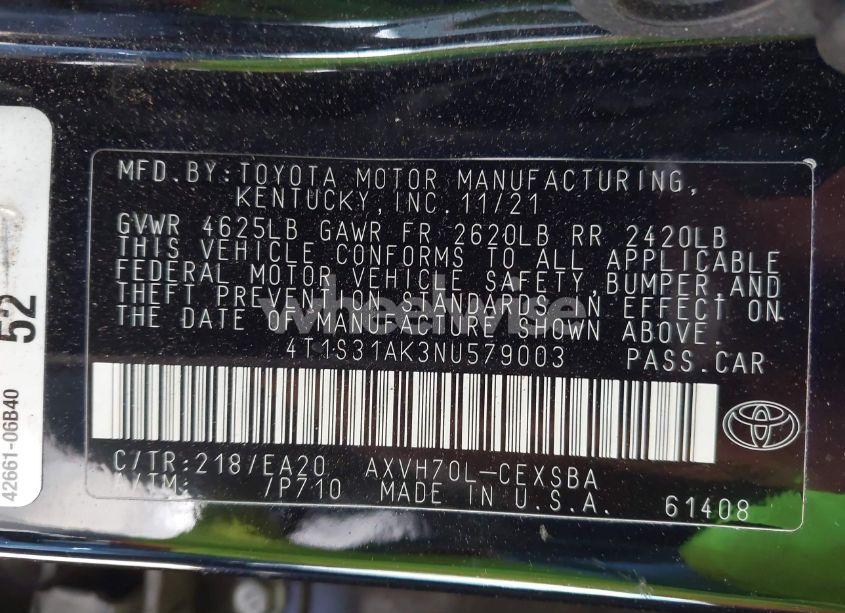 MFD.BY:TOYOTA MOTOR MANUFACTURING,
KENTUCKY,INC. 11/21
GVWR 4625LB GAWR FR 2620LB RR 2420LB
THIS VEHICLE CONFORMS TO ALL APPLICABLE
FEDERAL MOTOR VEHICLE SAFETY,BUMPER,AND
THEFT PREVENTION STANDARDS IN EFFECT ON
THE DATE OF MANUFACTURE SHOWN ABOVE.
4T1S31AK3NU579003 PASS.CAR
C/TR:218/EA20 AXVH70L-CEXSBA
A/TM: /P710 MADE IN U.S.A. 61408
52
42661-06B40